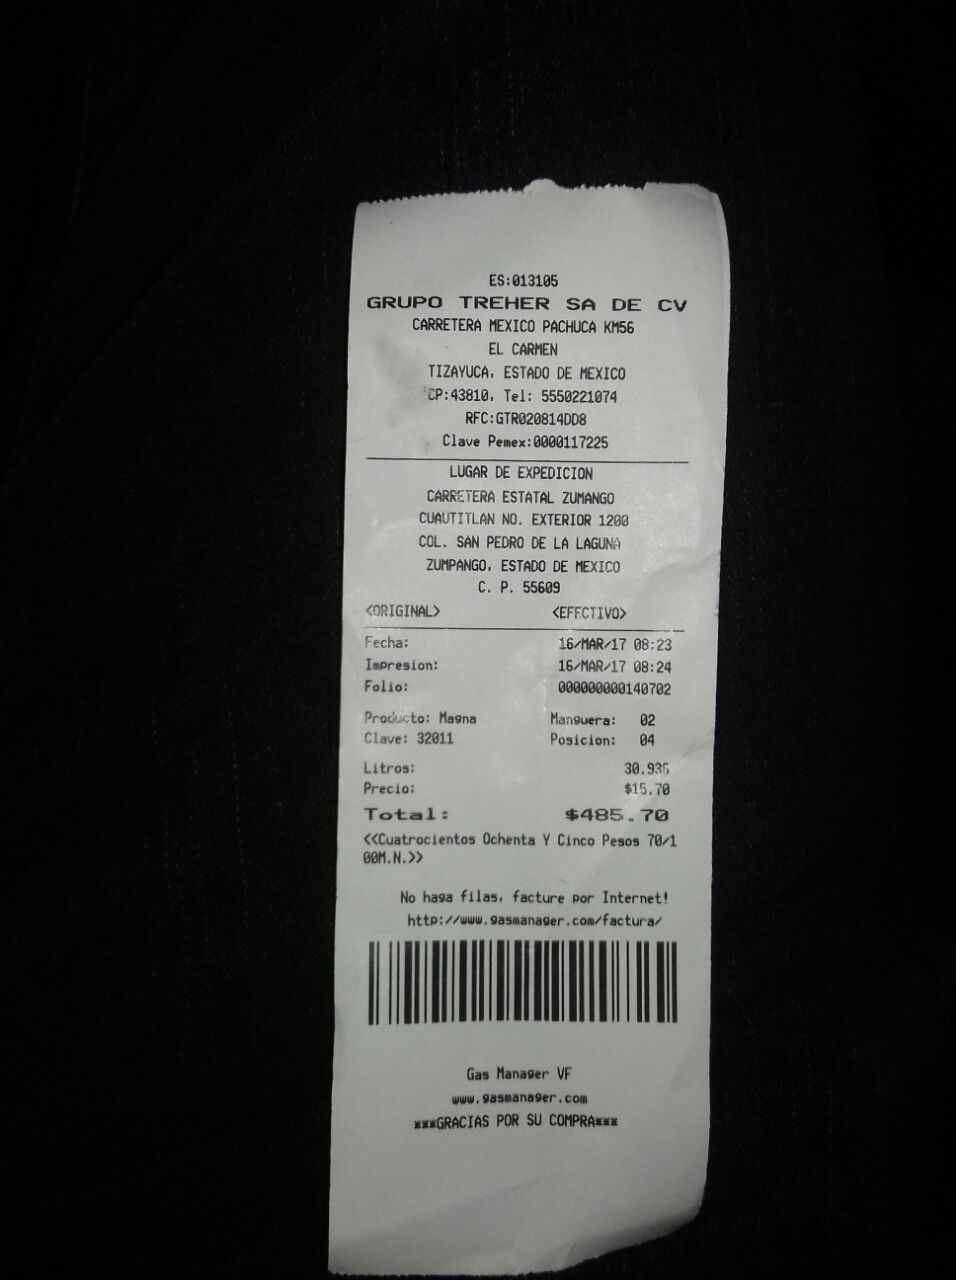 ES:013105
GRUPO TREHER SA DE CV
CARRETERA MEXICO PACHUCA KM56
EL CARMEN
TIZAYUCA, ESTADO DE MEXICO
CP:43810, Tel: 5550221074
RFC:GTR020814DD8
Clave Pemex:0000117225
LUGAR DE EXPEDICION
CARRETERA ESTATAL ZUMANGO
CUAUTITLAN NO. EXTERIOR 1200
COL. SAN PEDRO DE LA LAGUNA
ZUMPANGO, ESTADO DE MEXICO
C. P. 55609
<ORIGINAL> <EFECTIVO>
Fecha: 16/MAR/17 08:23
Impresion: 16/MAR/17 08:24
Folio: 000000000140702
Producto: Magna Manguera: 02
Clave: 32011 Posicion: 04
Litros: 30.936
Precio: $15.70
Total: $485.70
<<Cuatrocientos Ochenta Y Cinco Pesos 70/1
00M.N.>>
No haga filas, facture por Internet!
http://www.gasmanager.com/factura/
Gas Manager VF
www.gasmanager.com
***GRACIAS POR SU COMPRA***